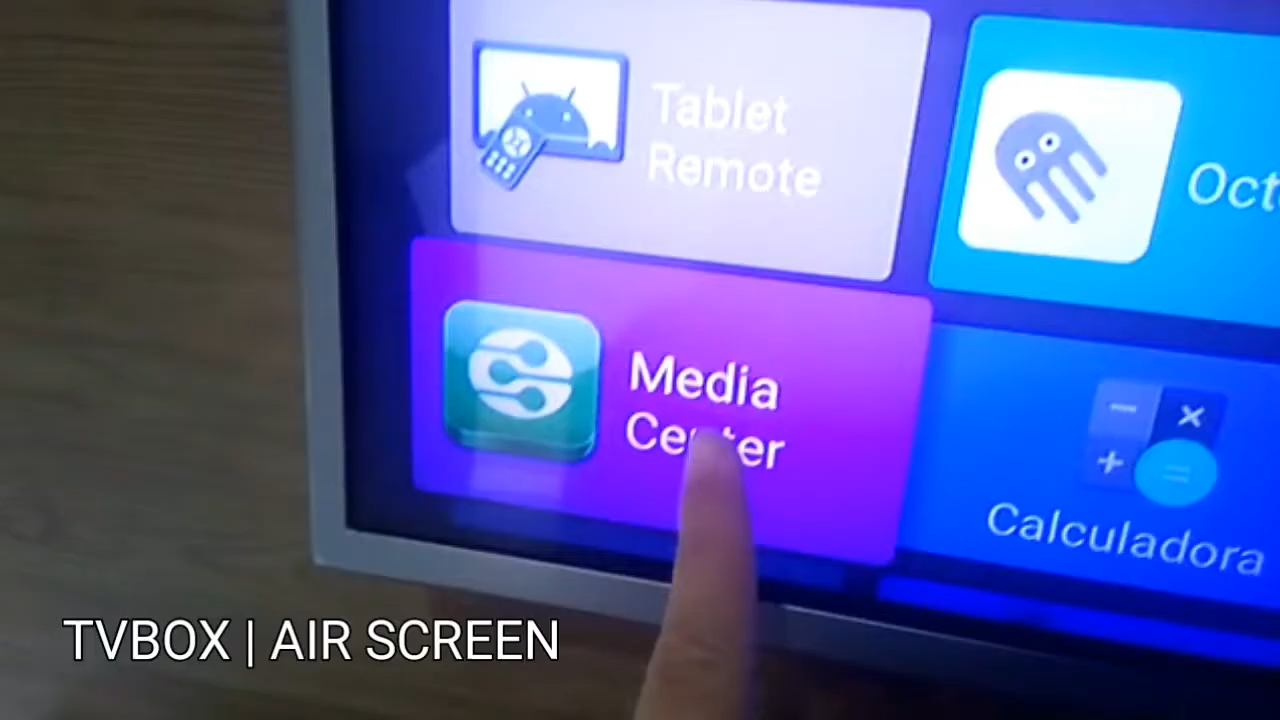 Tablet
Remote
Media
Center
Calculadora
TVBOX | AIR SCREEN